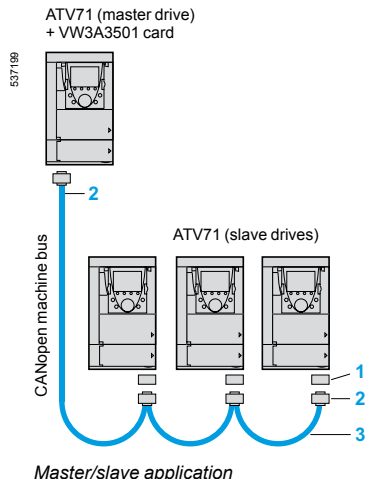 ATV71 (master drive)
+ VW3A3501 card
537199
2
ATV71 (slave drives)
CANopen machine bus
1
2
3
Master/slave application